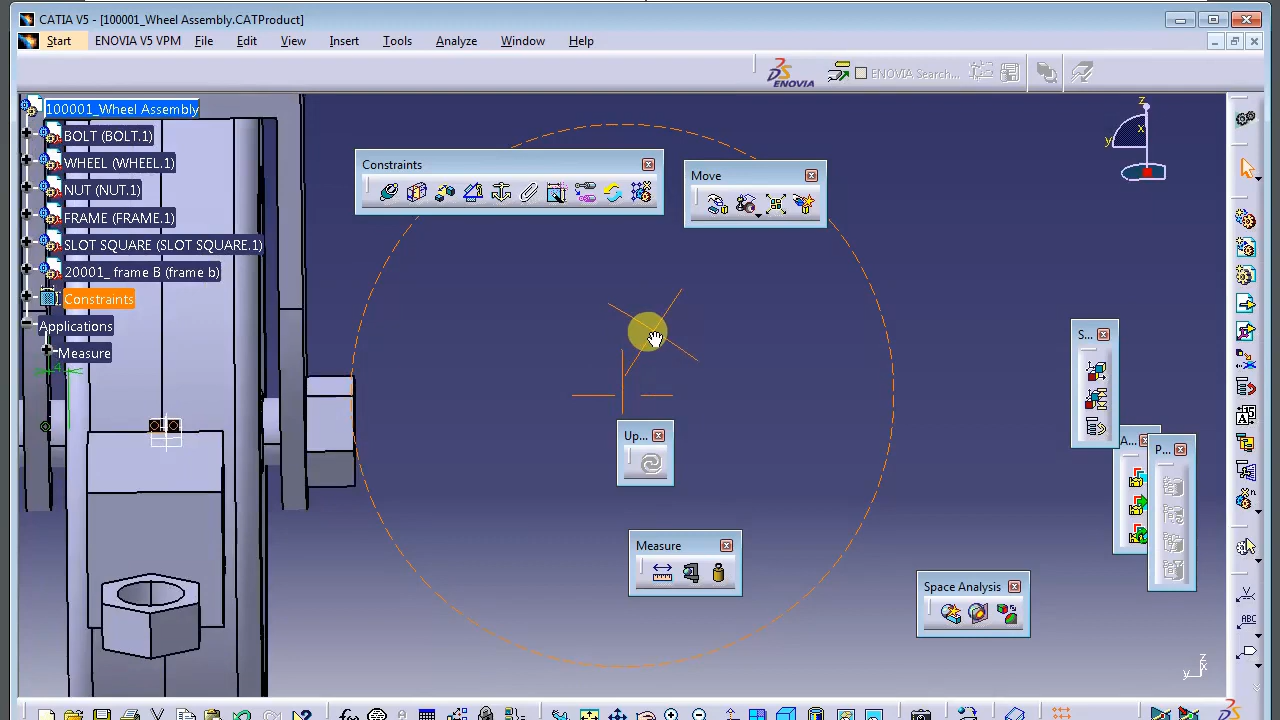 CATIA V5 - [100001_Wheel Assembly.CATProduct]
Start ENOVIA V5 VPM File Edit View Insert Tools Analyze Window Help
ENOVIA
ENOVIA Search...
100001_Wheel Assembly
BOLT (BOLT.1)
WHEEL (WHEEL.1)
NUT (NUT.1)
FRAME (FRAME.1)
SLOT SQUARE (SLOT SQUARE.1)
20001_ frame B (frame b)
Constraints
Applications
Measure
4
Constraints
Move
z
x
y
S...
Up...
A...
P...
Measure
Space Analysis
ABC
z
x
y
f(x)